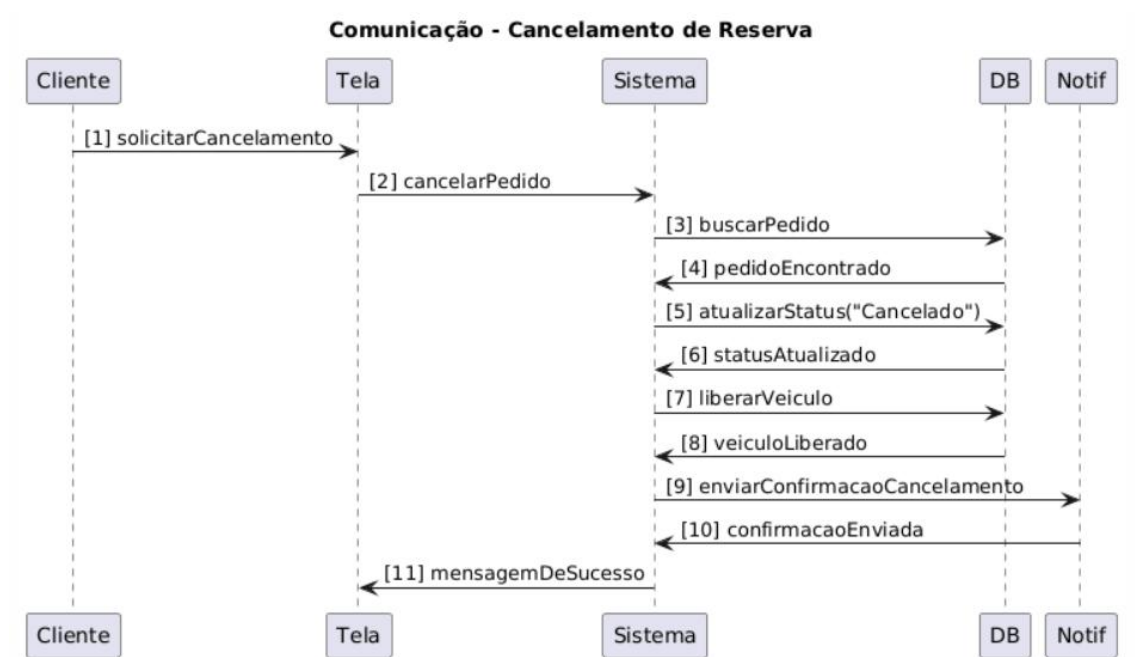 Comunicação - Cancelamento de Reserva
Cliente Tela Sistema DB Notif
[1] solicitarCancelamento
[2] cancelarPedido
[3] buscarPedido
[4] pedidoEncontrado
[5] atualizarStatus("Cancelado")
[6] statusAtualizado
[7] liberarVeiculo
[8] veiculoLiberado
[9] enviarConfirmacaoCancelamento
[10] confirmacaoEnviada
[11] mensagemDeSucesso
Cliente Tela Sistema DB Notif